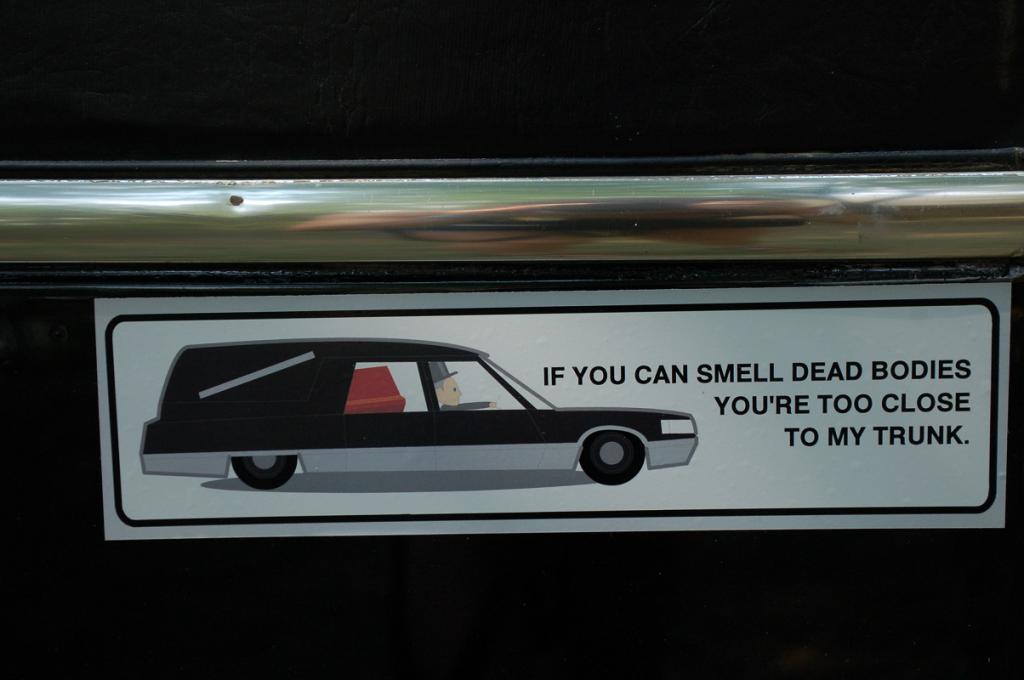 IF YOU CAN SMELL DEAD BODIES
YOU'RE TOO CLOSE
TO MY TRUNK.